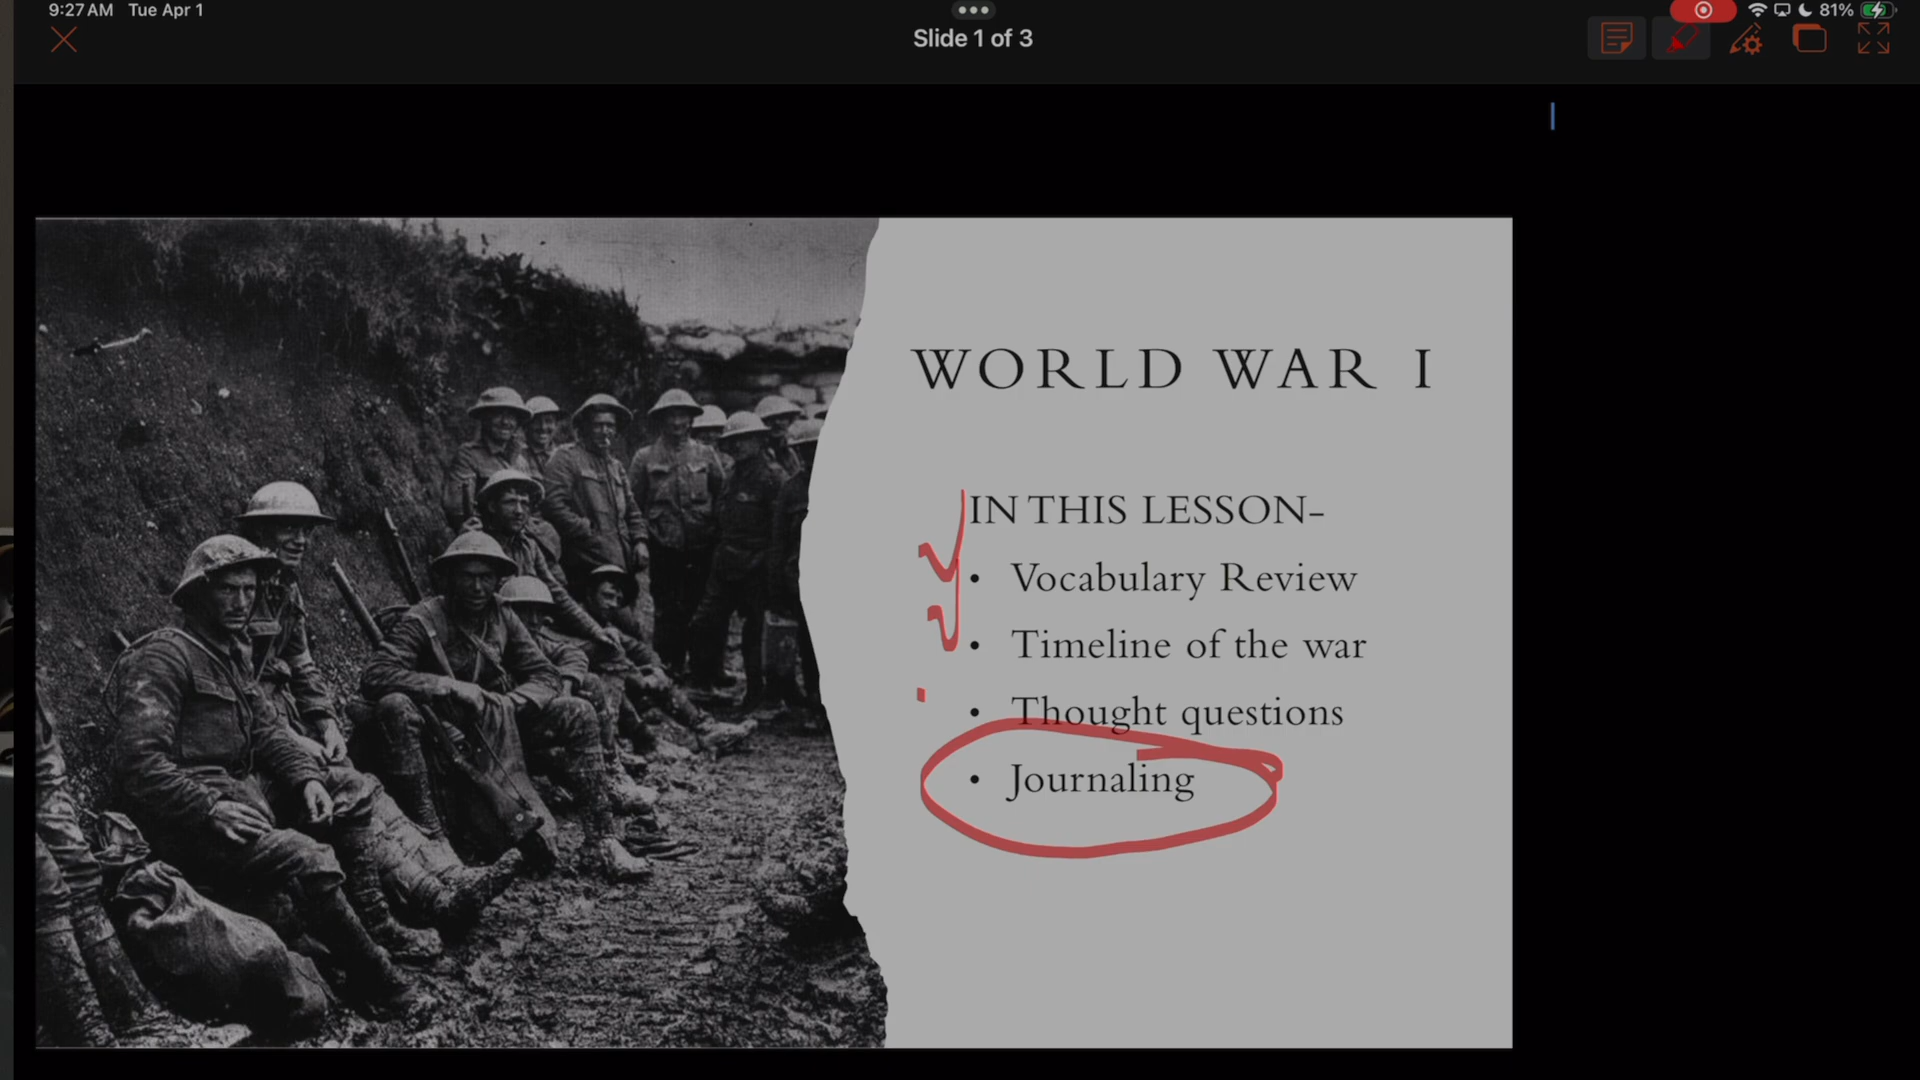 9:27 AM Tue Apr 1
81%
Slide 1 of 3
WORLD WAR I
IN THIS LESSON-
• Vocabulary Review
• Timeline of the war
• Thought questions
• Journaling